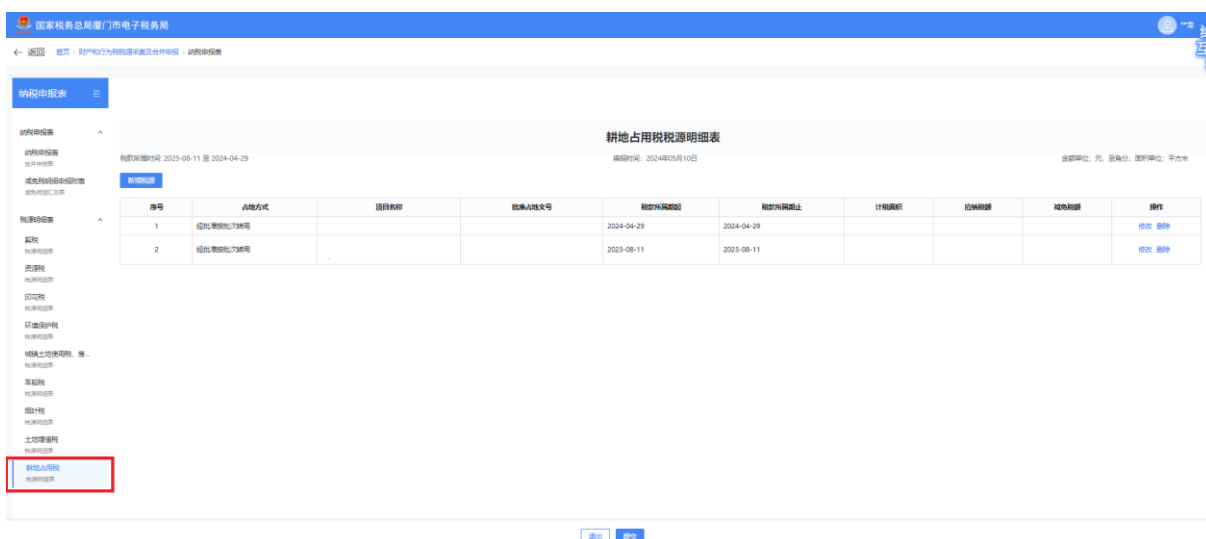 国家税务总局厦门市电子税务局
返回 首页 › 财产和行为税税源采集及合并申报 › 纳税申报表
纳税申报表
纳税申报表
纳税申报表
合并申报表
减免税明细申报附表
减免明细汇总表
税源明细表
契税
税源明细表
资源税
税源明细表
印花税
税源明细表
环境保护税
税源明细表
城镇土地使用税、房...
税源明细表
车船税
税源明细表
烟叶税
税源明细表
土地增值税
税源明细表
耕地占用税
税源明细表
耕地占用税税源明细表
税款所属时间: 2023-08-11 至 2024-04-29 填报时间: 2024年05月10日 金额单位: 元, 至角分; 面积单位: 平方米
新增税源
序号 占地方式 项目名称 批准占地文号 税款所属期起 税款所属期止 计税面积 应纳税额 减免税额 操作
1 经批准按批次转用 2024-04-29 2024-04-29 修改 删除
2 经批准按批次转用 2023-08-11 2023-08-11 修改 删除
退出 提交